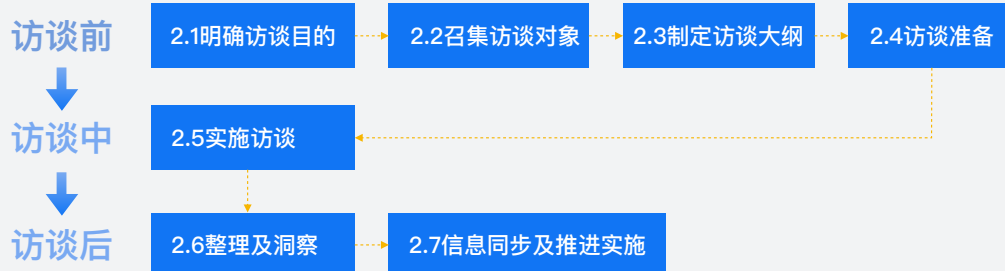 访谈前
2.1明确访谈目的
2.2召集访谈对象
2.3制定访谈大纲
2.4访谈准备
访谈中
2.5实施访谈
访谈后
2.6整理及洞察
2.7信息同步及推进实施